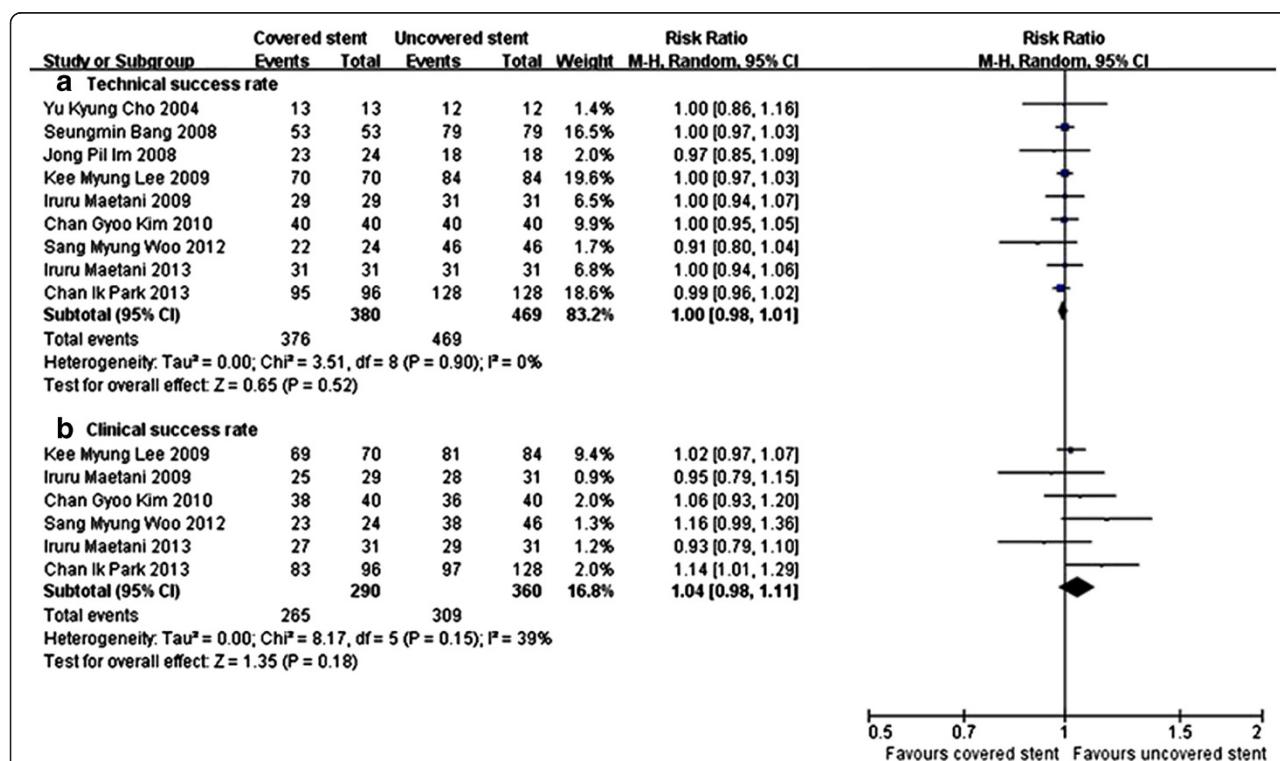 Covered stent Uncovered stent Risk Ratio Risk Ratio
Study or Subgroup Events Total Events Total Weight M-H, Random, 95% CI M-H, Random, 95% CI
a Technical success rate
Yu Kyung Cho 2004 13 13 12 12 1.4% 1.00 [0.86, 1.16]
Seungmin Bang 2008 53 53 79 79 16.5% 1.00 [0.97, 1.03]
Jong Pil Im 2008 23 24 18 18 2.0% 0.97 [0.85, 1.09]
Kee Myung Lee 2009 70 70 84 84 19.6% 1.00 [0.97, 1.03]
Iruru Maetani 2009 29 29 31 31 6.5% 1.00 [0.94, 1.07]
Chan Gyoo Kim 2010 40 40 40 40 9.9% 1.00 [0.95, 1.05]
Sang Myung Woo 2012 22 24 46 46 1.7% 0.91 [0.80, 1.04]
Iruru Maetani 2013 31 31 31 31 6.8% 1.00 [0.94, 1.06]
Chan Ik Park 2013 95 96 128 128 18.6% 0.99 [0.96, 1.02]
Subtotal (95% CI) 380 469 83.2% 1.00 [0.98, 1.01]
Total events 376 469
Heterogeneity: Tau² = 0.00; Chi² = 3.51, df = 8 (P = 0.90); I² = 0%
Test for overall effect: Z = 0.65 (P = 0.52)
b Clinical success rate
Kee Myung Lee 2009 69 70 81 84 9.4% 1.02 [0.97, 1.07]
Iruru Maetani 2009 25 29 28 31 0.9% 0.95 [0.79, 1.15]
Chan Gyoo Kim 2010 38 40 36 40 2.0% 1.06 [0.93, 1.20]
Sang Myung Woo 2012 23 24 38 46 1.3% 1.16 [0.99, 1.36]
Iruru Maetani 2013 27 31 29 31 1.2% 0.93 [0.79, 1.10]
Chan Ik Park 2013 83 96 97 128 2.0% 1.14 [1.01, 1.29]
Subtotal (95% CI) 290 360 16.8% 1.04 [0.98, 1.11]
Total events 265 309
Heterogeneity: Tau² = 0.00; Chi² = 8.17, df = 5 (P = 0.15); I² = 39%
Test for overall effect: Z = 1.35 (P = 0.18)
0.5 0.7 1 1.5 2
Favours covered stent Favours uncovered stent